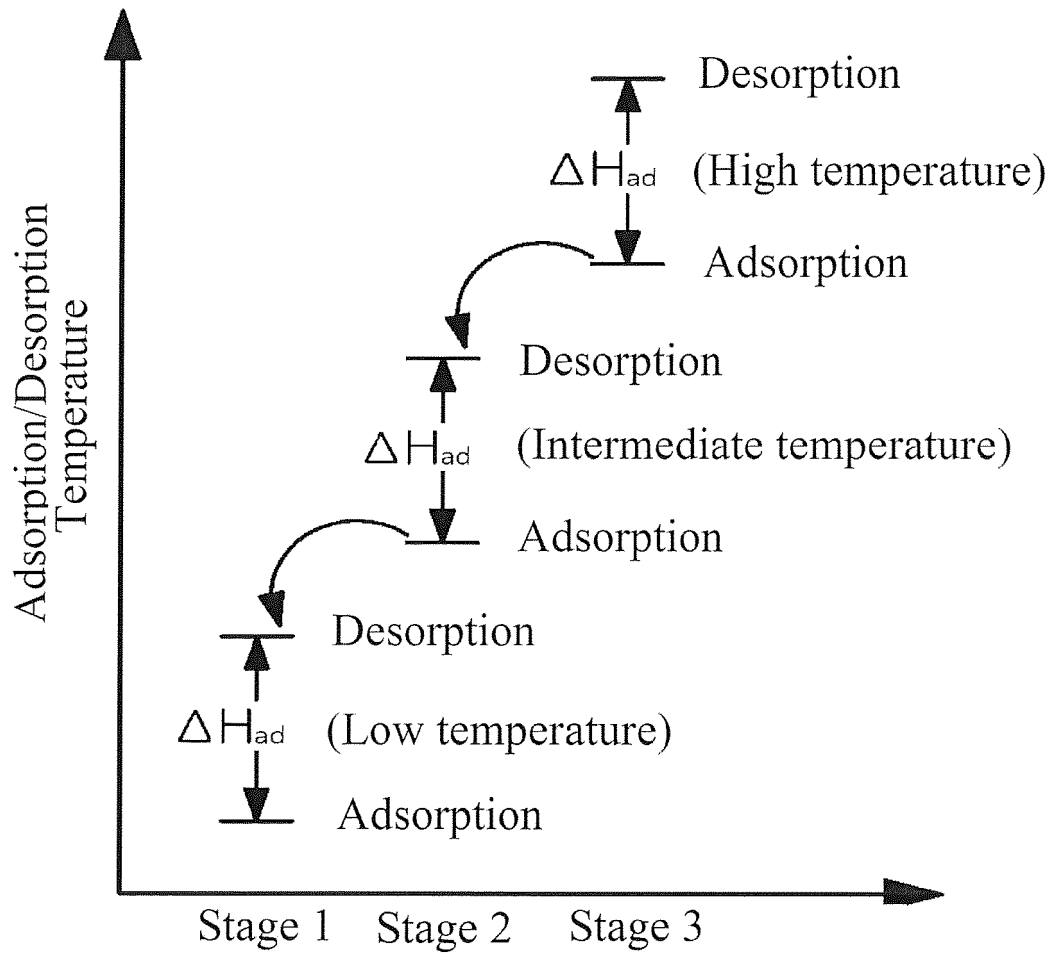 Adsorption/Desorption
Temperature
Desorption
ΔHad (High temperature)
Adsorption
Desorption
ΔHad (Intermediate temperature)
Adsorption
Desorption
ΔHad (Low temperature)
Adsorption
Stage 1 Stage 2 Stage 3